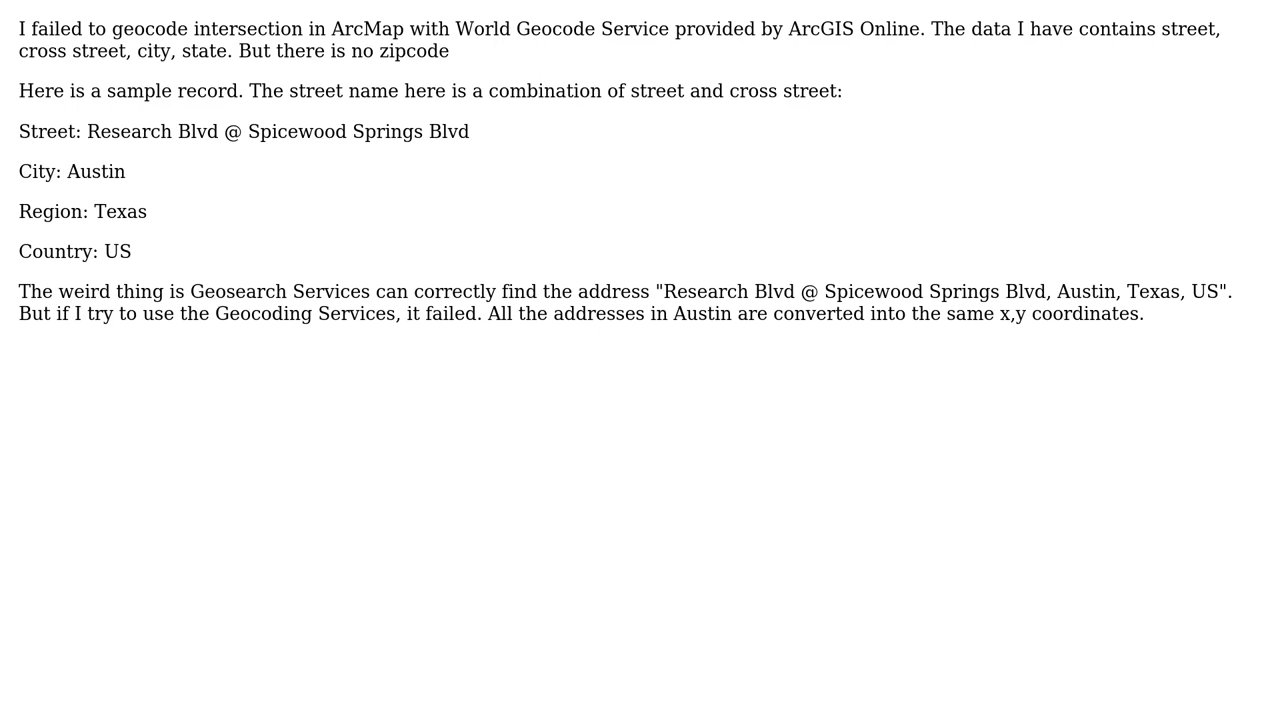 I failed to geocode intersection in ArcMap with World Geocode Service provided by ArcGIS Online. The data I have contains street,
cross street, city, state. But there is no zipcode
Here is a sample record. The street name here is a combination of street and cross street:
Street: Research Blvd @ Spicewood Springs Blvd
City: Austin
Region: Texas
Country: US
The weird thing is Geosearch Services can correctly find the address "Research Blvd @ Spicewood Springs Blvd, Austin, Texas, US".
But if I try to use the Geocoding Services, it failed. All the addresses in Austin are converted into the same x,y coordinates.